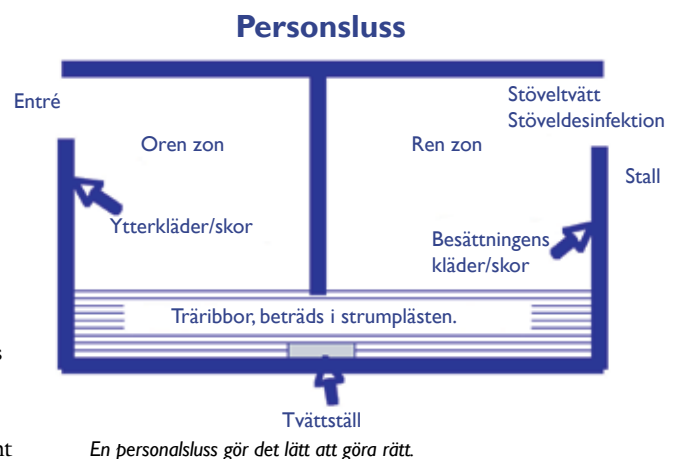 Personsluss
Entré
Stöveltvätt
Stöveldesinfektion
Oren zon
Ren zon
Stall
Ytterkläder/skor
Besättningens
kläder/skor
Träribbor, beträds i strumplästen.
Tvättställ
En personalsluss gör det lätt att göra rätt.